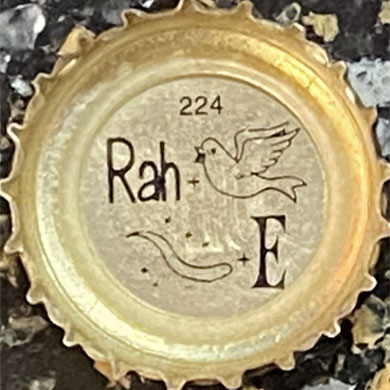 224
Rah +
+ E